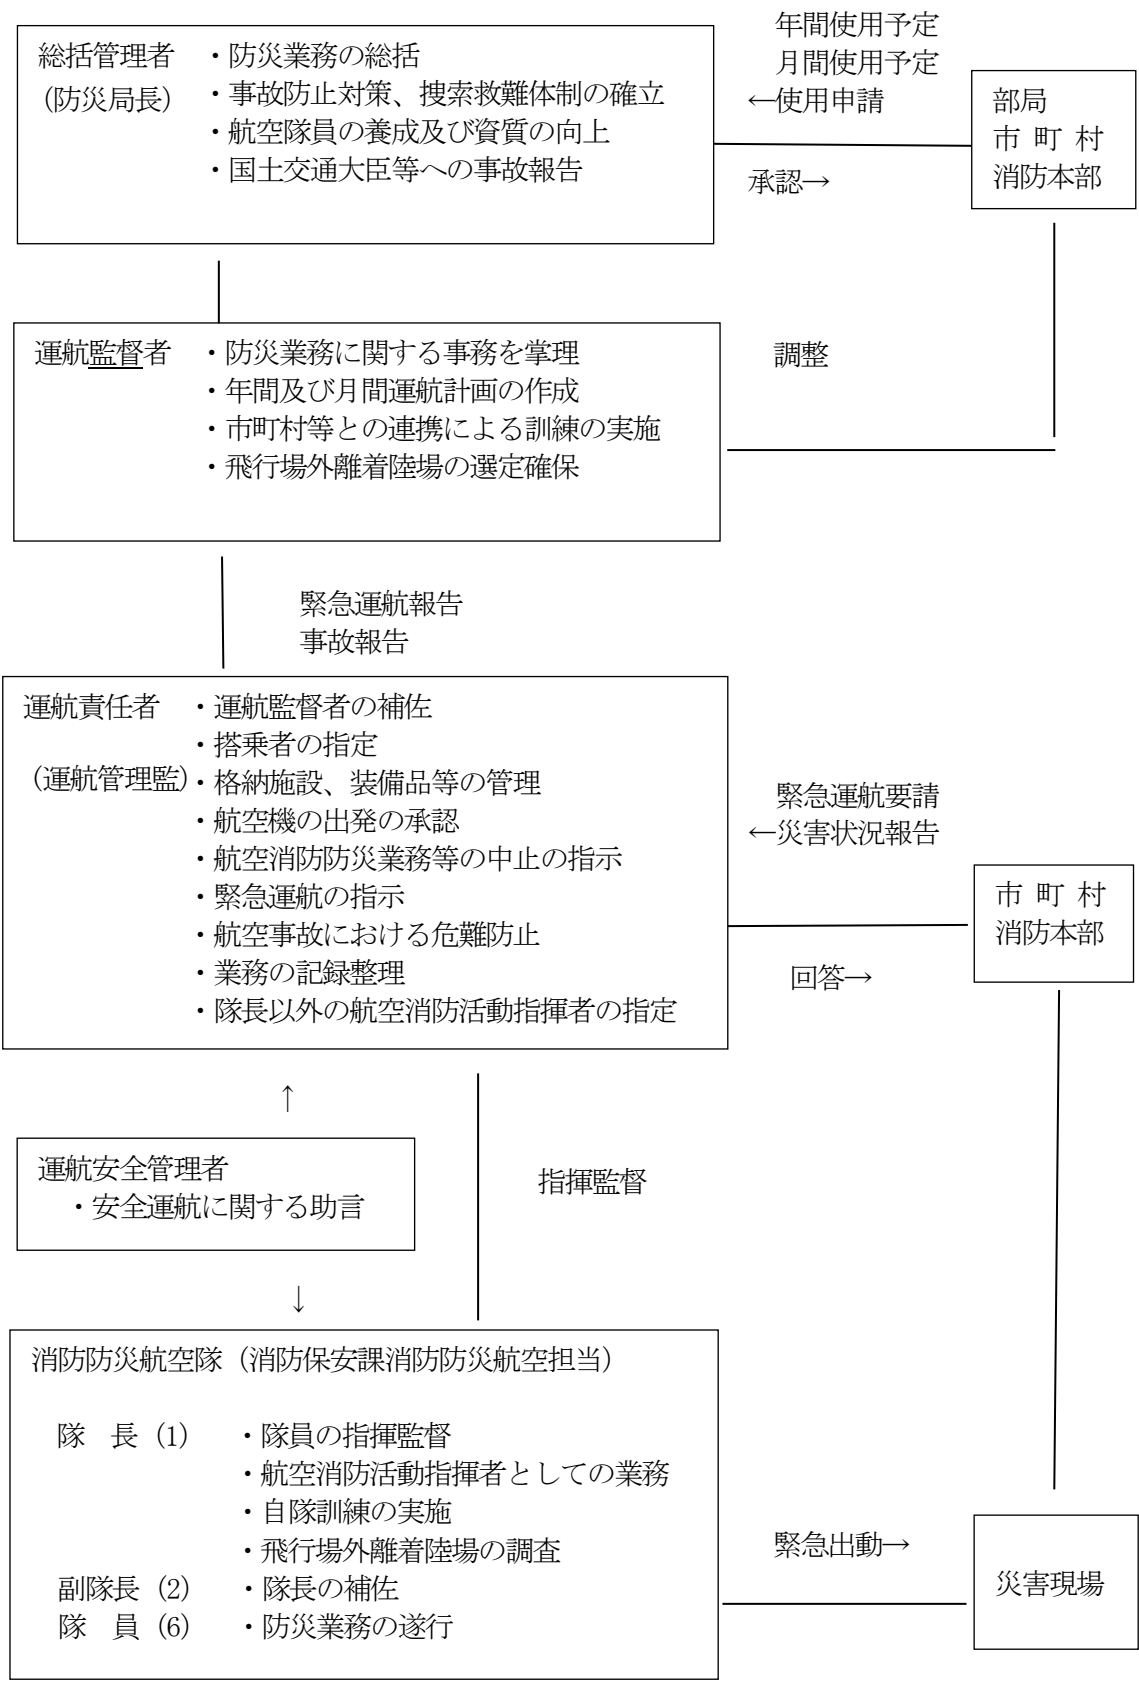 総括管理者　・防災業務の総括
(防災局長)　・事故防止対策、捜索救難体制の確立
・航空隊員の養成及び資質の向上
・国土交通大臣等への事故報告
年間使用予定
月間使用予定
←使用申請
承認→
部局
市 町 村
消防本部
運航監督者　・防災業務に関する事務を掌理
・年間及び月間運航計画の作成
・市町村等との連携による訓練の実施
・飛行場外離着陸場の選定確保
調整
緊急運航報告
事故報告
運航責任者　・運航監督者の補佐
・搭乗者の指定
(運航管理監)・格納施設、装備品等の管理
・航空機の出発の承認
・航空消防防災業務等の中止の指示
・緊急運航の指示
・航空事故における危難防止
・業務の記録整理
・隊長以外の航空消防活動指揮者の指定
緊急運航要請
←災害状況報告
回答→
市 町 村
消防本部
↑
運航安全管理者
・安全運航に関する助言
指揮監督
↓
消防防災航空隊（消防保安課消防防災航空担当）
隊　長（1）　・隊員の指揮監督
・航空消防活動指揮者としての業務
・自隊訓練の実施
・飛行場外離着陸場の調査
副隊長（2）　・隊長の補佐
隊　員（6）　・防災業務の遂行
緊急出動→
災害現場